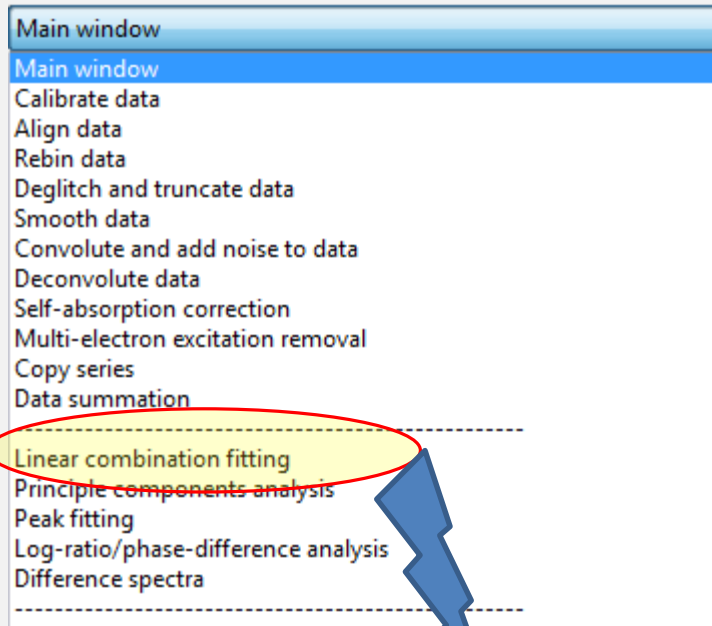 Main window
Main window
Calibrate data
Align data
Rebin data
Deglitch and truncate data
Smooth data
Convolute and add noise to data
Deconvolute data
Self-absorption correction
Multi-electron excitation removal
Copy series
Data summation
----------------------------------------------------
Linear combination fitting
Principle components analysis
Peak fitting
Log-ratio/phase-difference analysis
Difference spectra
----------------------------------------------------